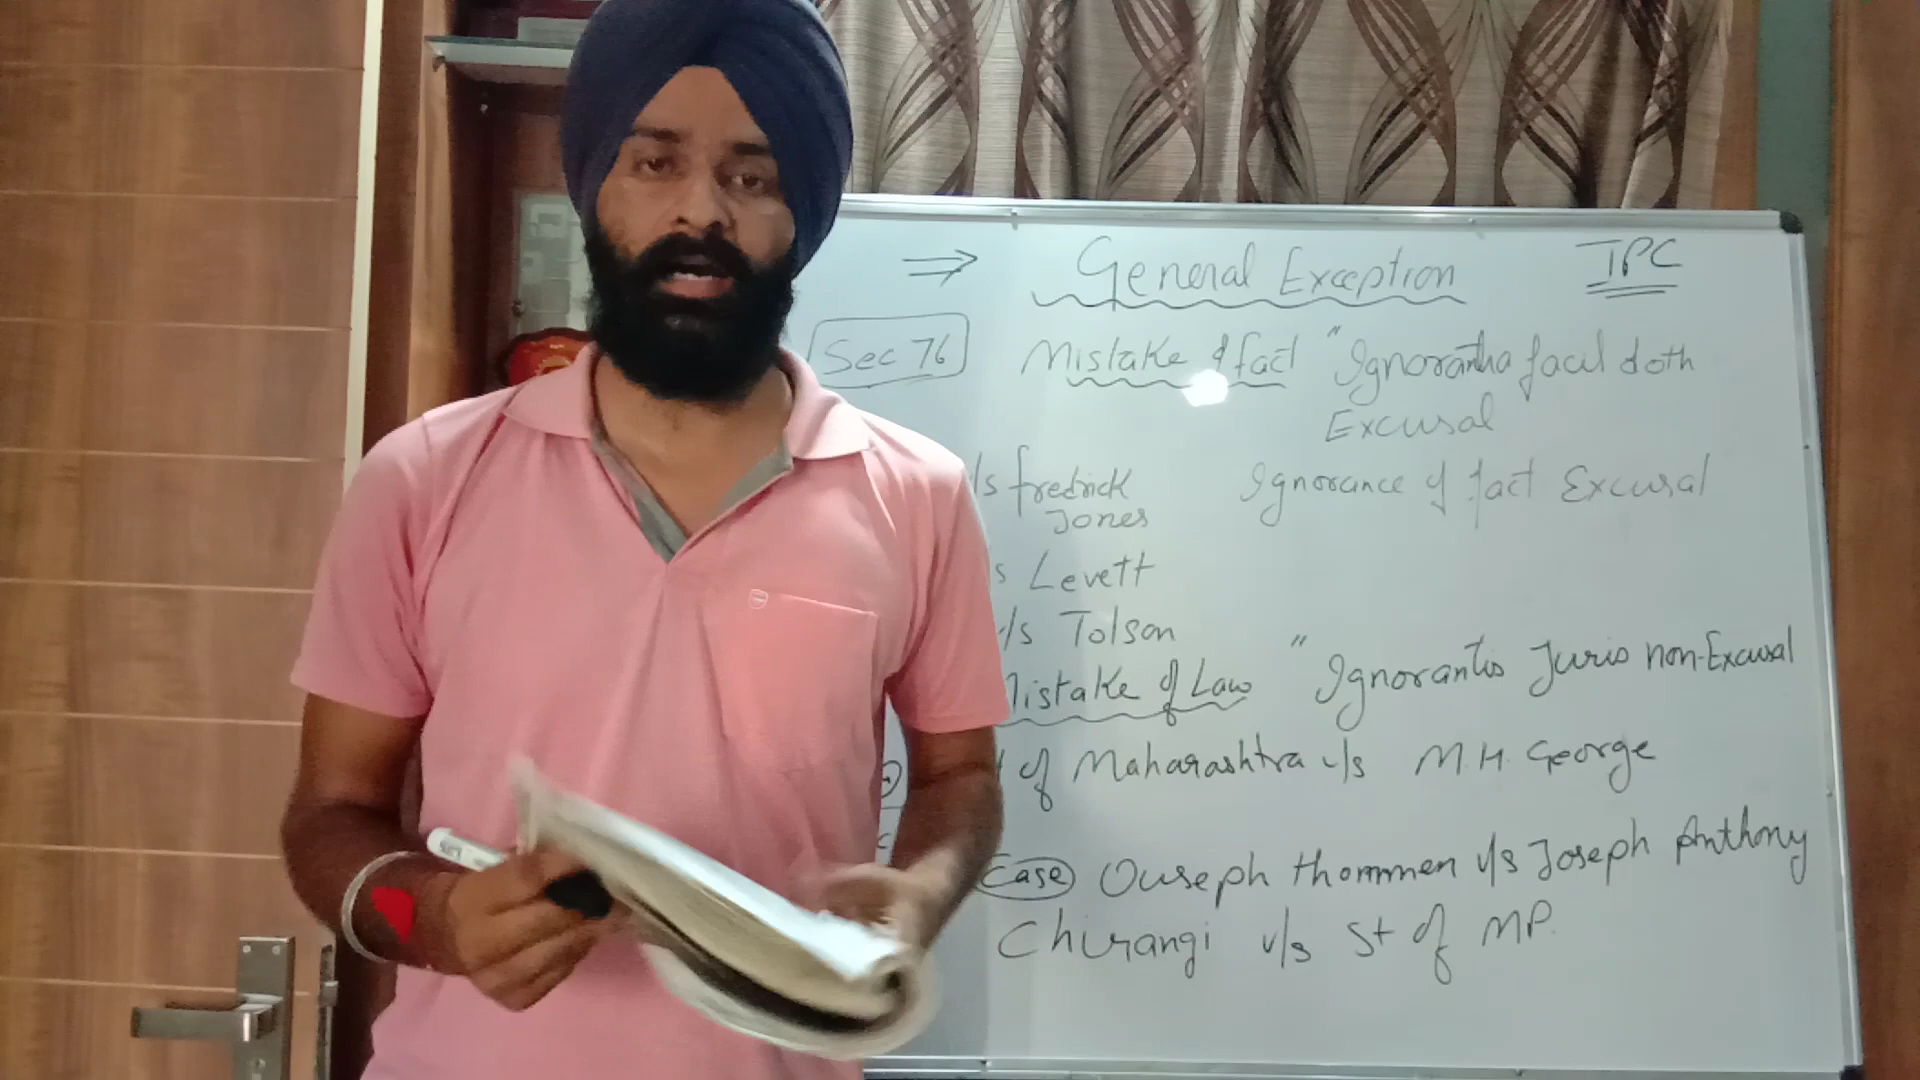 ⇒ General Exception IPC
Sec 76 Mistake of fact "Ignorantia facit doth
Excusal
/s fredrick Ignorance of fact Excusal
Jones
s Levett
/s Tolson
Mistake of Law "Ignorantis Juris non-Excusal
of Maharashtra v/s M.H. George
Case Ouseph thommen v/s Joseph Anthony
Chirangi v/s St of MP.